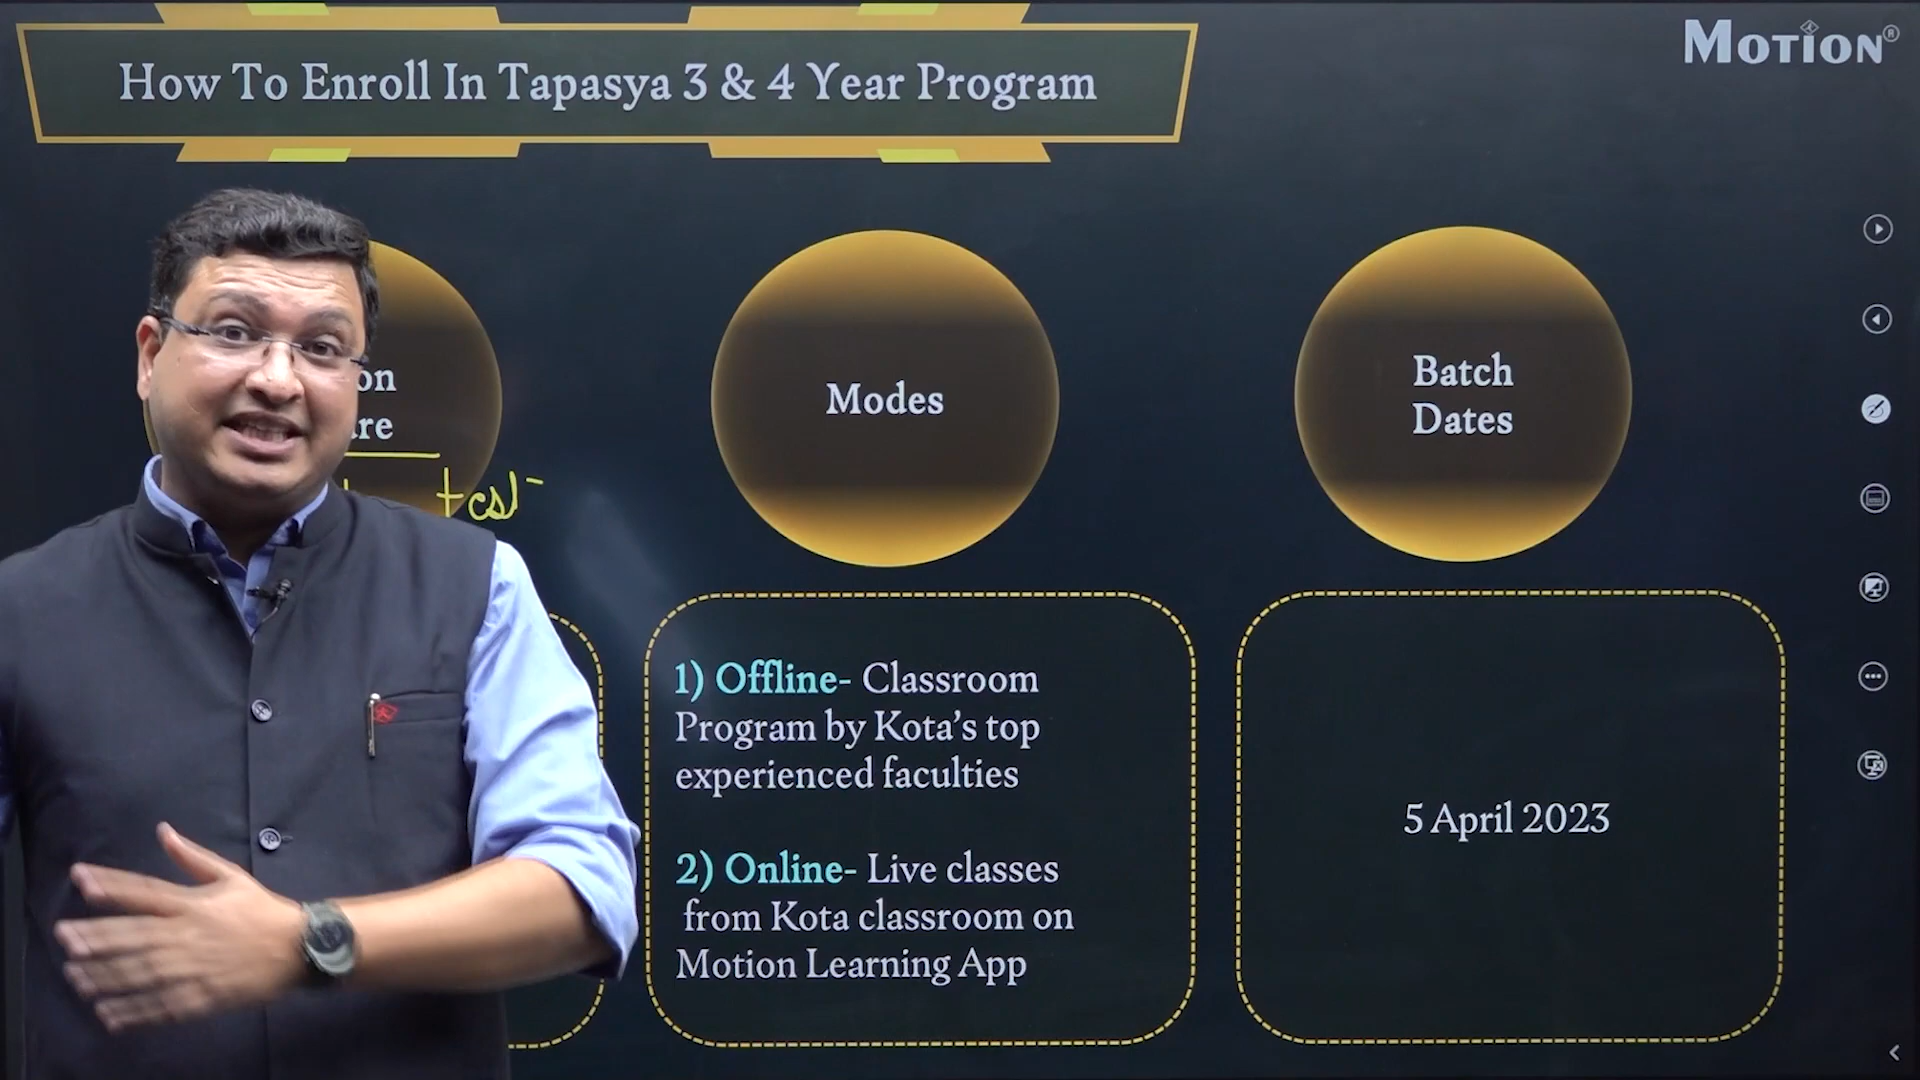 How To Enroll In Tapasya 3 & 4 Year Program
MOTION®
test
Modes
1) Offline- Classroom
Program by Kota's top
experienced faculties
2) Online- Live classes
from Kota classroom on
Motion Learning App
Batch
Dates
5 April 2023